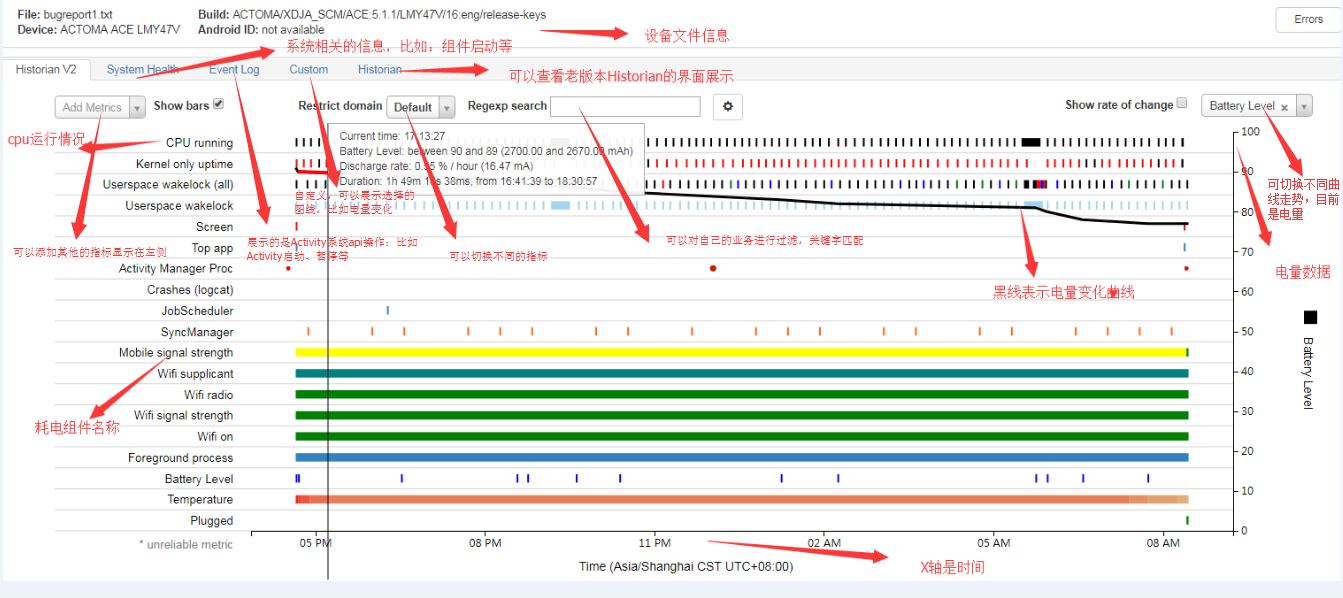 File: bugreport1.txt
Build: ACTOMA/XDJA_SCM/ACE:5.1.1/LMY47V/16:eng/release-keys
Errors
Device: ACTOMA ACE LMY47V
Android ID: not available
设备文件信息
系统相关的信息，比如：组件启动等
Historian V2
System Health
Event Log
Custom
Historian
可以查看老版本Historian的界面展示
Add Metrics
Show bars
Restrict domain
Default
Regexp search
Show rate of change
Battery Level
cpu运行情况
Current time: 17:13:27
Battery Level: between 90 and 89 (2700.00 and 2670.00 mAh)
Discharge rate: 0.55 % / hour (16.47 mA)
Duration: 1h 49m 38ms, from 16:41:39 to 18:30:57
自定义，可以展示选择的
图线，比如电量变化
CPU running
Kernel only uptime
Userspace wakelock (all)
Userspace wakelock
Screen
Top app
Activity Manager Proc
Crashes (logcat)
JobScheduler
SyncManager
Mobile signal strength
Wifi supplicant
Wifi radio
Wifi signal strength
Wifi on
Foreground process
Battery Level
Temperature
Plugged
* unreliable metric
可以添加其他的指标显示在左侧
展示的是Activity系统api操作：比如
Activity启动、暂停等
可以切换不同的指标
可以对自己的业务进行过滤，关键字匹配
黑线表示电量变化曲线
可切换不同曲
线走势，目前
是电量
电量数据
耗电组件名称
100
90
80
70
60
50
40
30
20
10
0
Battery Level
05 PM
08 PM
11 PM
02 AM
05 AM
08 AM
Time (Asia/Shanghai CST UTC+08:00)
X轴是时间